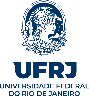 UFRJ
UNIVERSIDADE FEDERAL
DO RIO DE JANEIRO